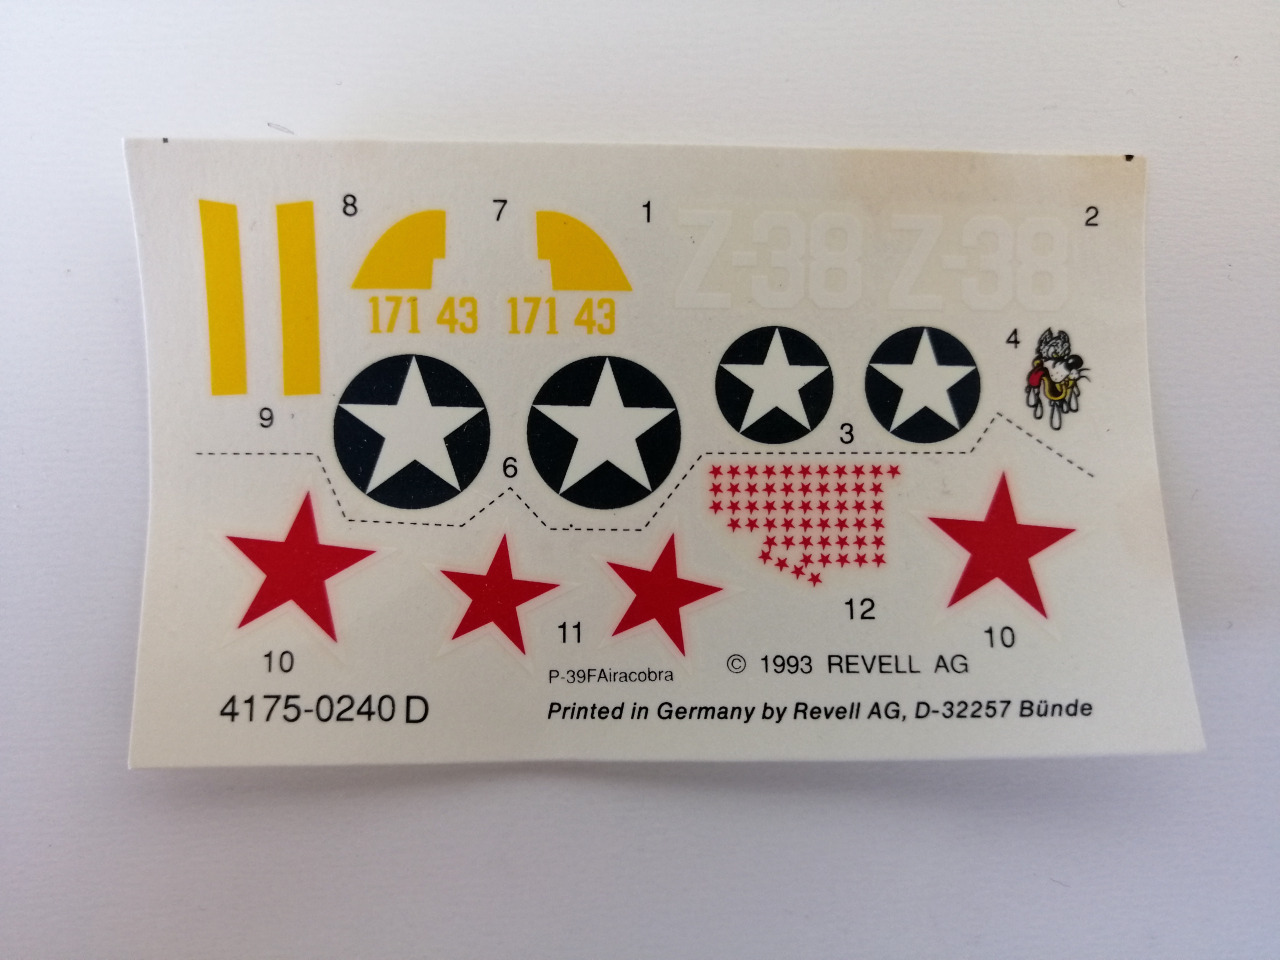 8 7 1 Z-38 Z-38 2
171 43 171 43
4
9 3
6
12
11 10
10
P-39FAiracobra © 1993 REVELL AG
4175-0240 D
Printed in Germany by Revell AG, D-32257 Bünde